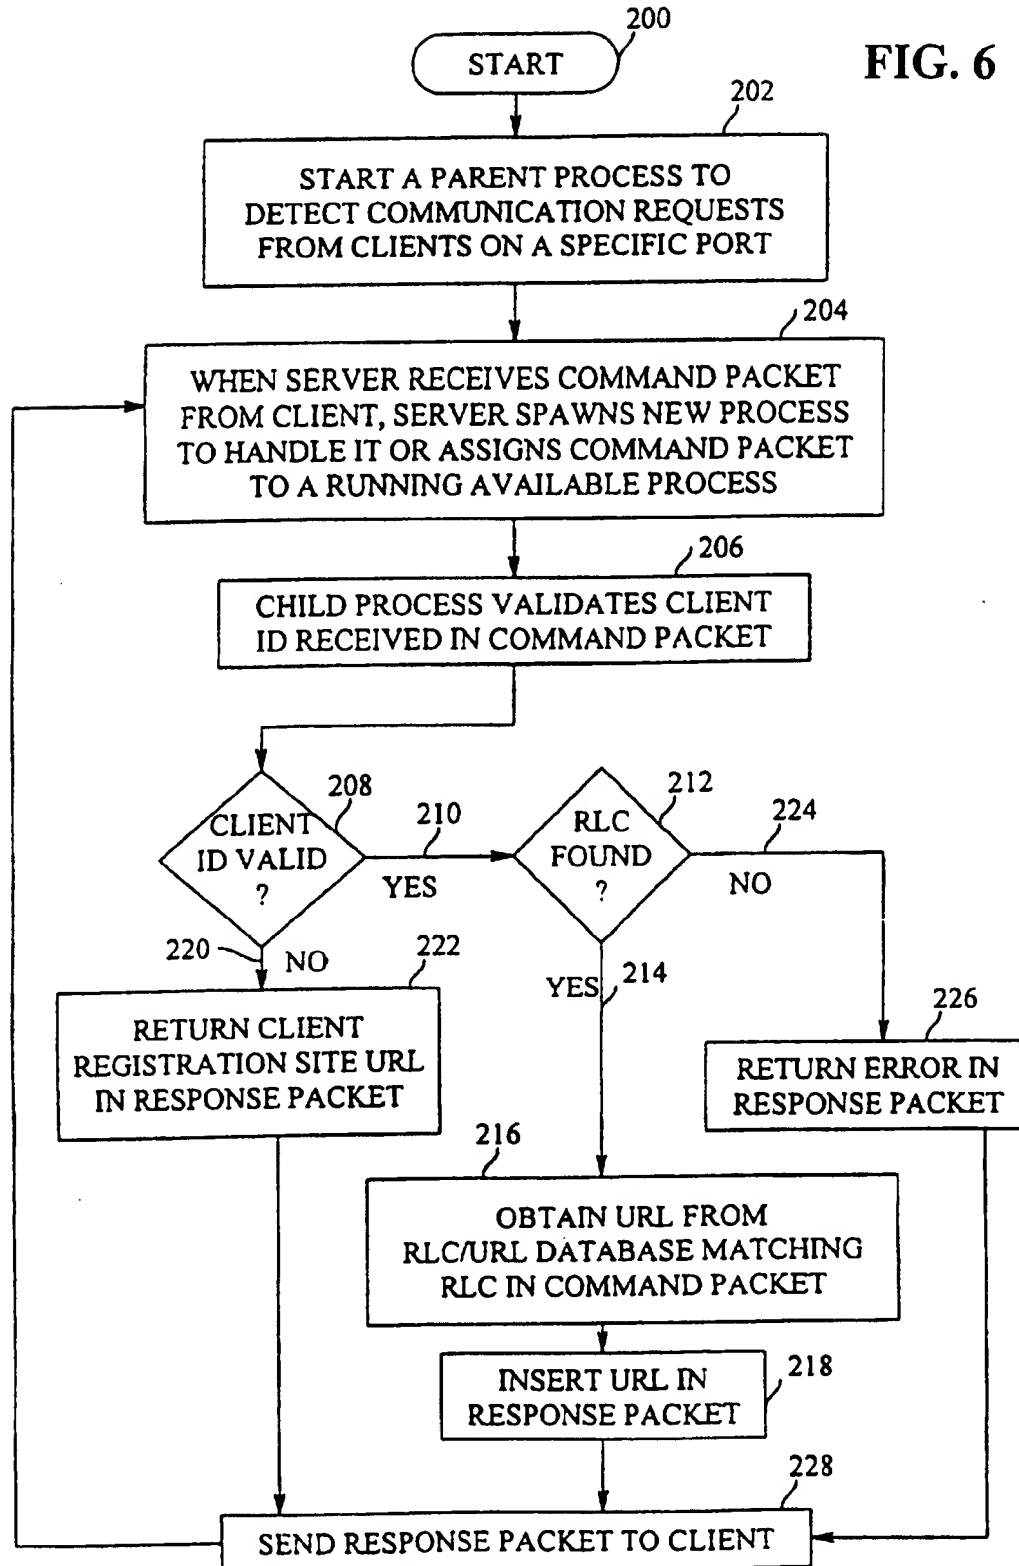 200
START
FIG. 6
202
START A PARENT PROCESS TO
DETECT COMMUNICATION REQUESTS
FROM CLIENTS ON A SPECIFIC PORT
204
WHEN SERVER RECEIVES COMMAND PACKET
FROM CLIENT, SERVER SPAWNS NEW PROCESS
TO HANDLE IT OR ASSIGNS COMMAND PACKET
TO A RUNNING AVAILABLE PROCESS
206
CHILD PROCESS VALIDATES CLIENT
ID RECEIVED IN COMMAND PACKET
208
CLIENT
ID VALID
?
210
YES
212
RLC
FOUND
?
224
NO
220
NO
222
RETURN CLIENT
REGISTRATION SITE URL
IN RESPONSE PACKET
YES
214
226
RETURN ERROR IN
RESPONSE PACKET
216
OBTAIN URL FROM
RLC/URL DATABASE MATCHING
RLC IN COMMAND PACKET
218
INSERT URL IN
RESPONSE PACKET
228
SEND RESPONSE PACKET TO CLIENT